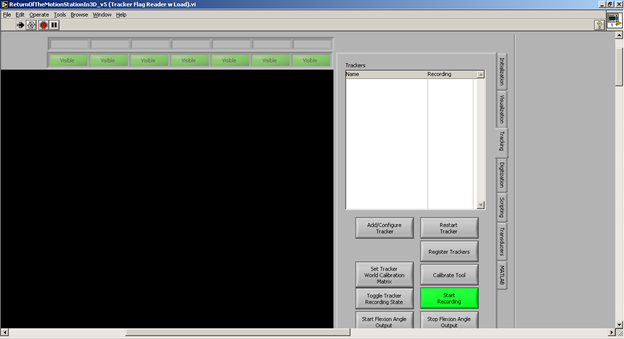 ReturnOfTheMotionStationIn3D_v5 (Tracker Flag Reader w Load).vi
File Edit Operate Tools Browse Window Help
Visible Visible Visible Visible Visible Visible Visible
Trackers
Name Recording
Initialization
Visualization
Tracking
Digitization
Scripting
Transducers
MATLAB
Add/Configure
Tracker
Restart
Tracker
Register Trackers
Set Tracker
World Calibration
Matrix
Calibrate Tool
Toggle Tracker
Recording State
Start
Recording
Start Flexion Angle
Output
Stop Flexion Angle
Output